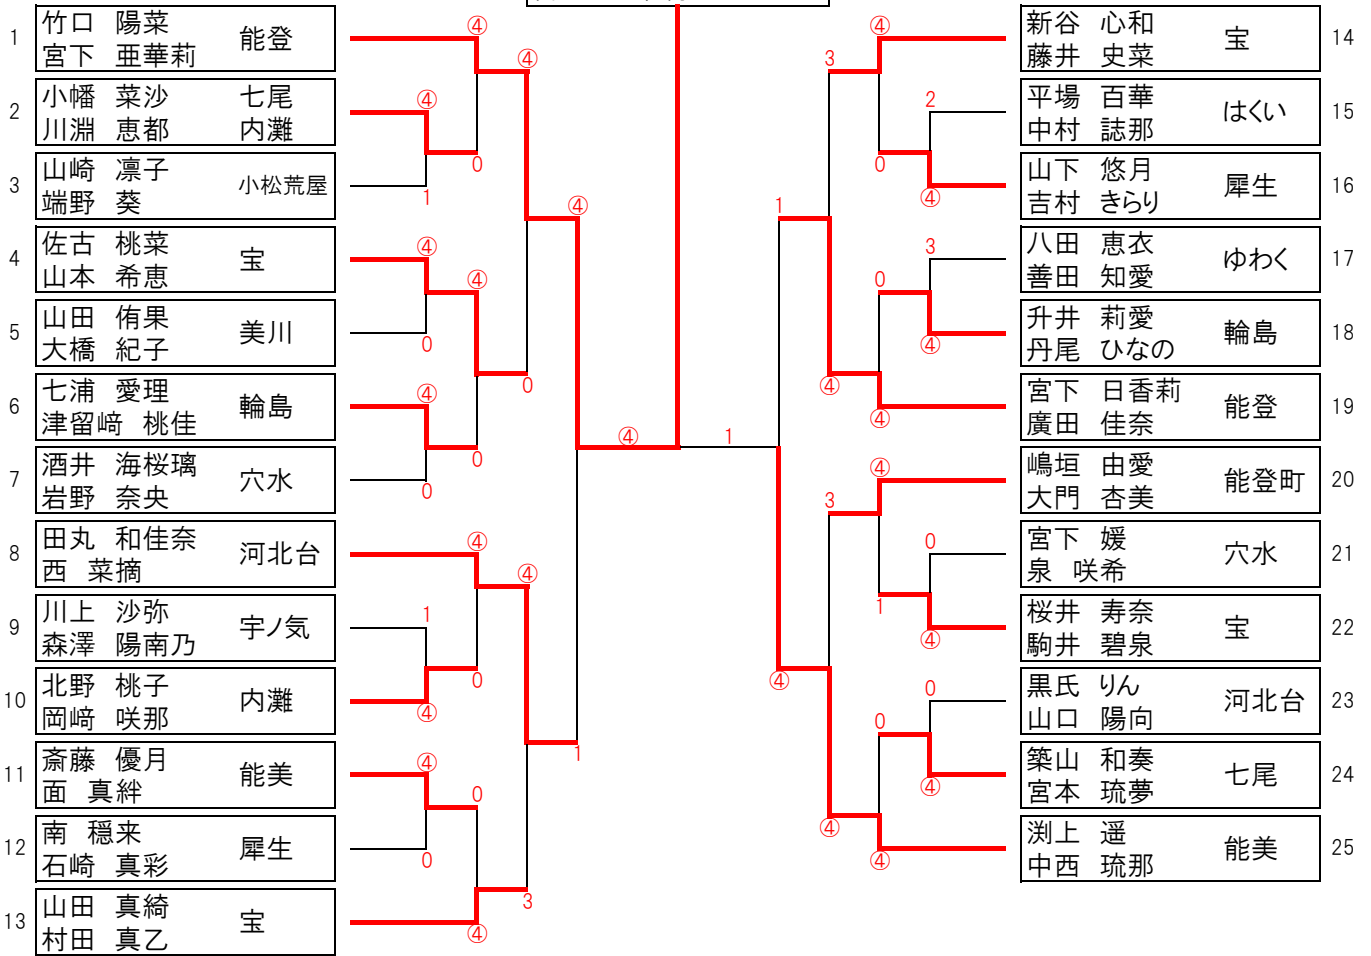 1 竹口 陽菜 能登
宮下 亜華莉
2 小幡 菜沙 七尾
川淵 恵都 内灘
3 山崎 凛子 小松荒屋
端野 葵
4 佐古 桃菜 宝
山本 希恵
5 山田 侑果 美川
大橋 紀子
6 七浦 愛理 輪島
津留﨑 桃佳
7 酒井 海桜璃 穴水
岩野 奈央
8 田丸 和佳奈 河北台
西 菜摘
9 川上 沙弥 宇ノ気
森澤 陽南乃
10 北野 桃子 内灘
岡﨑 咲那
11 斎藤 優月 能美
面 真絆
12 南 穏来 犀生
石崎 真彩
13 山田 真綺 宝
村田 真乙
④
④
④
0
1
④
④
④
0
0
④
④
0
0
④
④
④
1
0
④
1
④
0
0
3
④
④
1
3
④
2
0
④
1
3
0
④
④
④
④
3
0
1
④
④
0
0
④
④
④
新谷 心和 宝 14
藤井 史菜
平場 百華 はくい 15
中村 誌那
山下 悠月 犀生 16
吉村 きらり
八田 恵衣 ゆわく 17
善田 知愛
升井 莉愛 輪島 18
丹尾 ひなの
宮下 日香莉 能登 19
廣田 佳奈
嶋垣 由愛 能登町 20
大門 杏美
宮下 媛 穴水 21
泉 咲希
桜井 寿奈 宝 22
駒井 碧泉
黒氏 りん 河北台 23
山口 陽向
築山 和奏 七尾 24
宮本 琉夢
渕上 遥 能美 25
中西 琉那